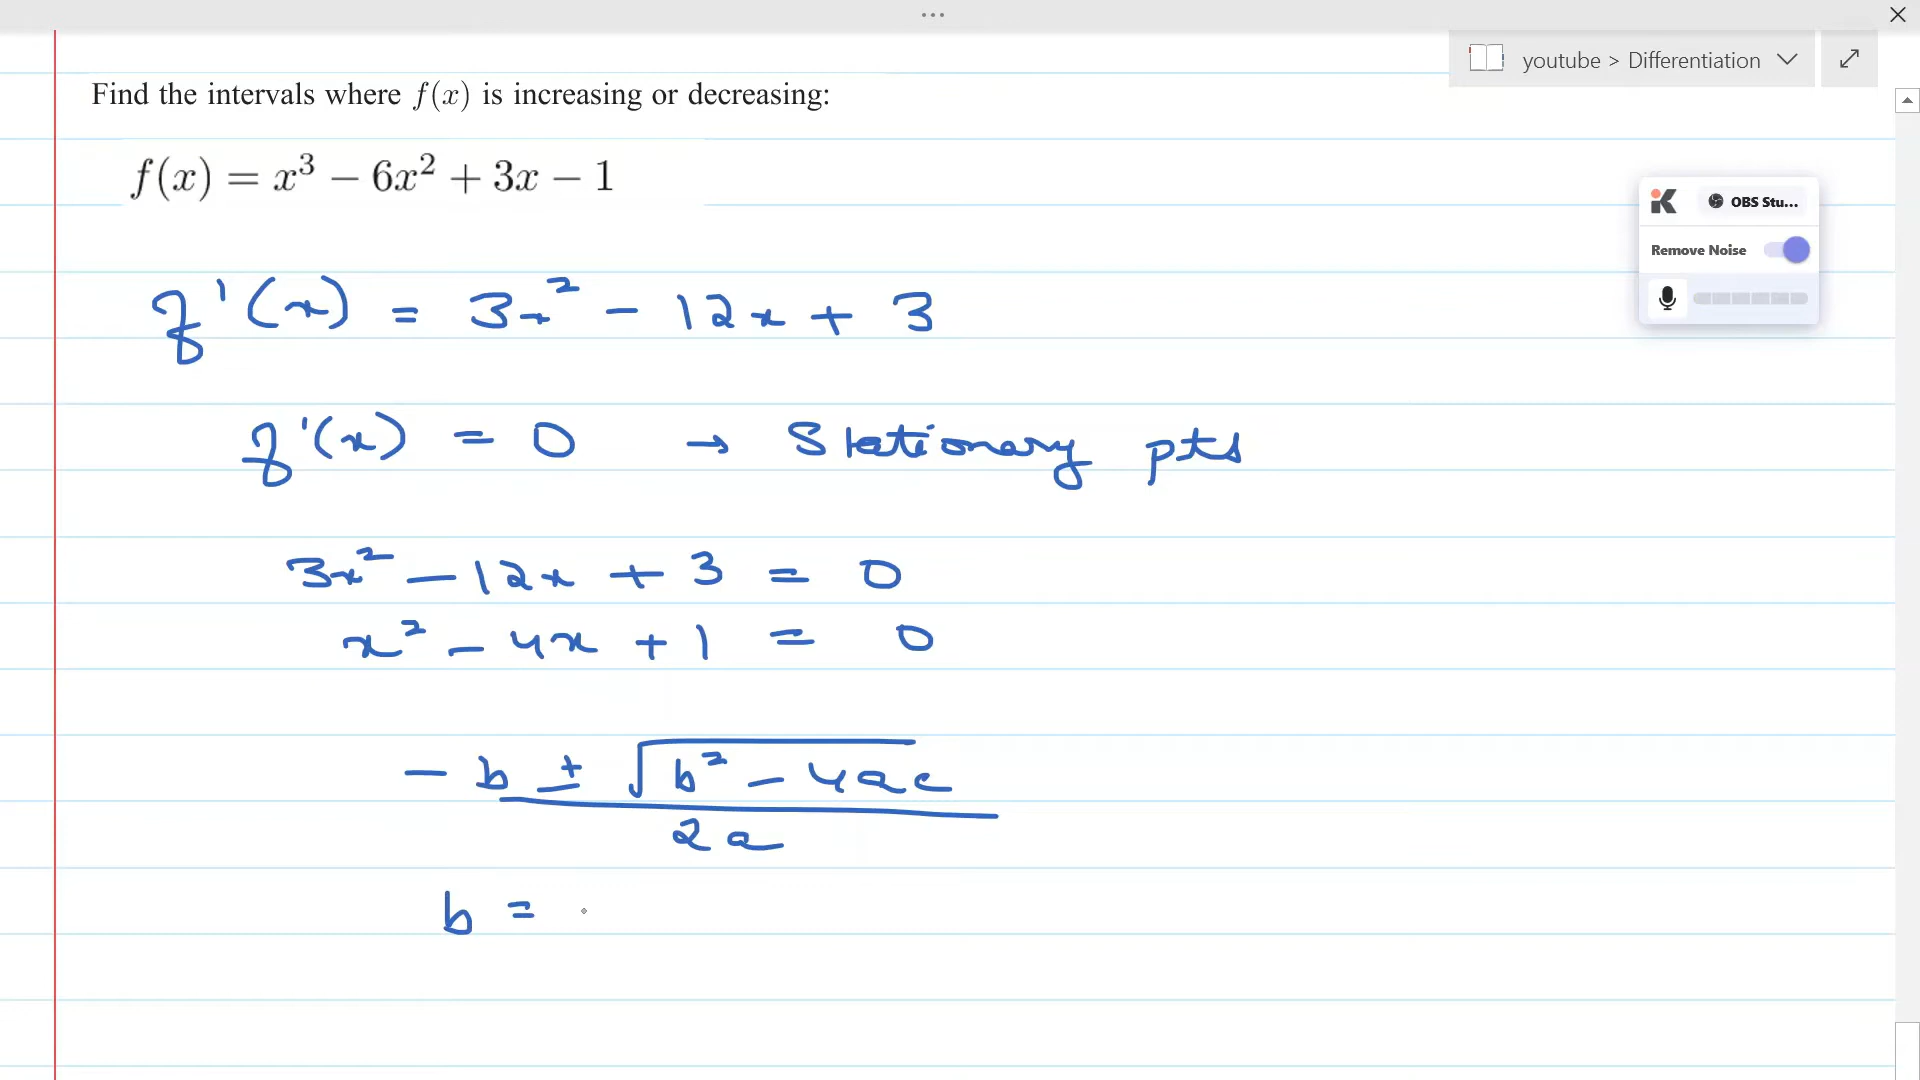 ...
youtube > Differentiation
Find the intervals where f(x) is increasing or decreasing:
f(x) = x³ − 6x² + 3x − 1
OBS Stu...
Remove Noise
f'(x) = 3x² − 12x + 3
f'(x) = 0 → Stationary pts
3x² − 12x + 3 = 0
x² − 4x + 1 = 0
− b ± √(b² − 4ac)
2a
b =